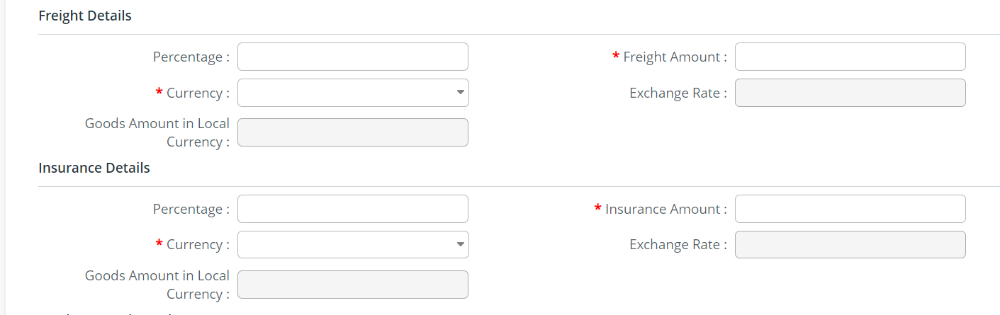 Freight Details
Percentage :
* Freight Amount :
* Currency :
Exchange Rate :
Goods Amount in Local
Currency :
Insurance Details
Percentage :
* Insurance Amount :
* Currency :
Exchange Rate :
Goods Amount in Local
Currency :